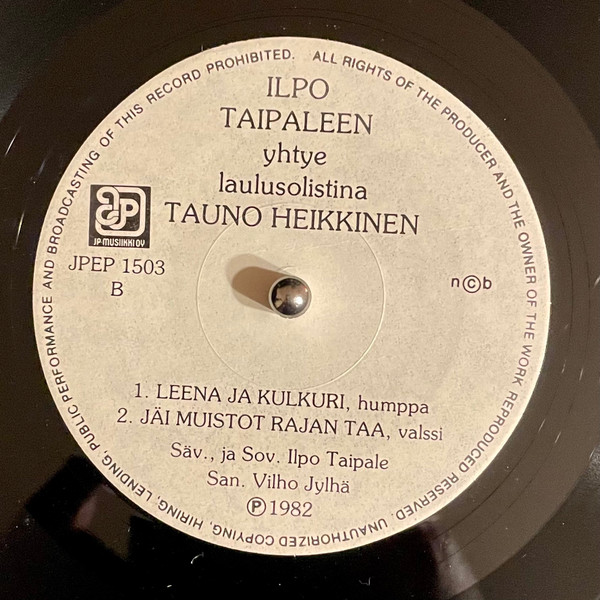 ILPO
TAIPALEEN
yhtye
laulusolistina
TAUNO HEIKKINEN
JP MUSIIKKI OY
JPEP 1503
B
n©b
1. LEENA JA KULKURI, humppa
2. JÄI MUISTOT RAJAN TAA, valssi
Säv., ja Sov. Ilpo Taipale
San. Vilho Jylhä
Ⓟ1982
ALL RIGHTS OF THE PRODUCER AND THE OWNER OF THE WORK REPRODUCED RESERVED. UNAUTHORIZED COPYING, HIRING, LENDING, PUBLIC PERFORMANCE AND BROADCASTING OF THIS RECORD PROHIBITED.